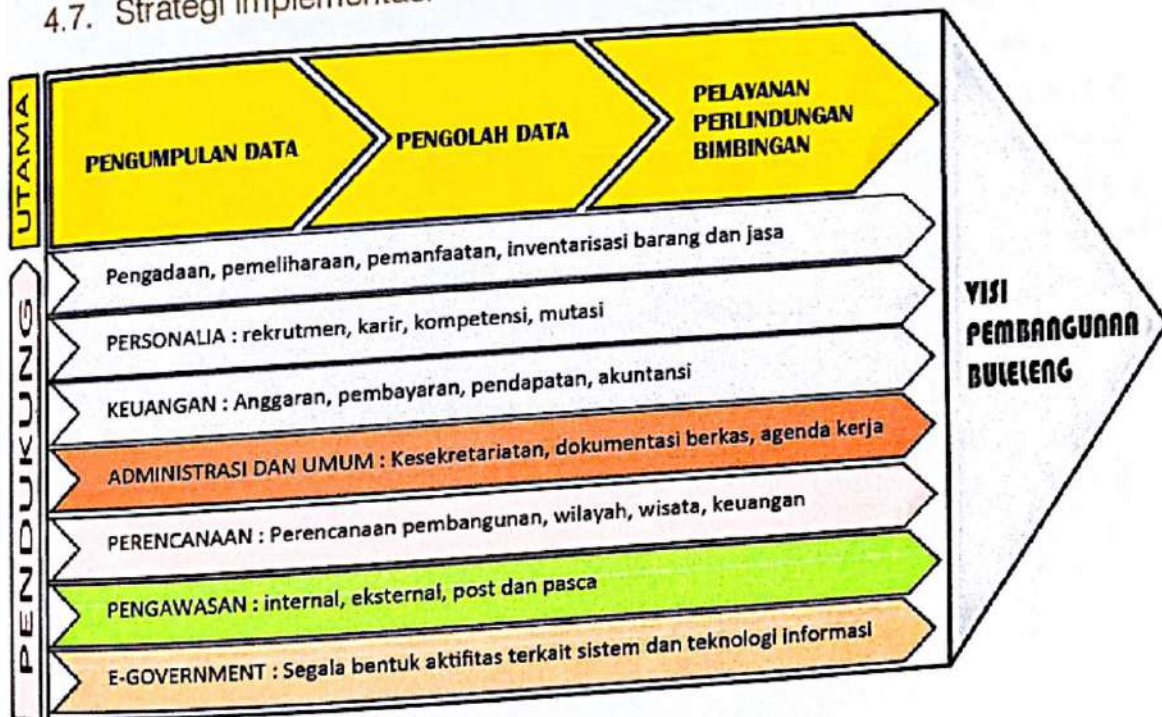 4.7. Strategi Implementasi
UTAMA
PENGUMPULAN DATA
PENGOLAH DATA
PELAYANAN
PERLINDUNGAN
BIMBINGAN
PENDUKUNG
Pengadaan, pemeliharaan, pemanfaatan, inventarisasi barang dan jasa
PERSONALIA : rekrutmen, karir, kompetensi, mutasi
KEUANGAN : Anggaran, pembayaran, pendapatan, akuntansi
ADMINISTRASI DAN UMUM : Kesekretariatan, dokumentasi berkas, agenda kerja
PERENCANAAN : Perencanaan pembangunan, wilayah, wisata, keuangan
PENGAWASAN : internal, eksternal, post dan pasca
E-GOVERNMENT : Segala bentuk aktifitas terkait sistem dan teknologi informasi
VISI
PEMBANGUNAN
BULELENG